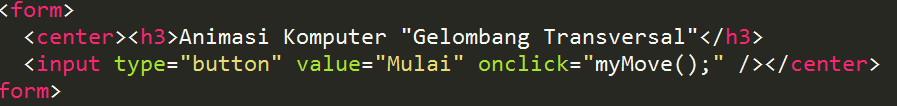 <form>
<center><h3>Animasi Komputer "Gelombang Transversal"</h3>
<input type="button" value="Mulai" onclick="myMove();" /></center>
form>